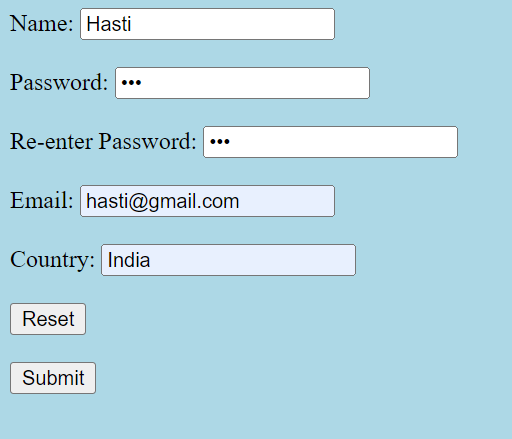 Name: Hasti
Password: •••
Re-enter Password: •••
Email: hasti@gmail.com
Country: India
Reset
Submit